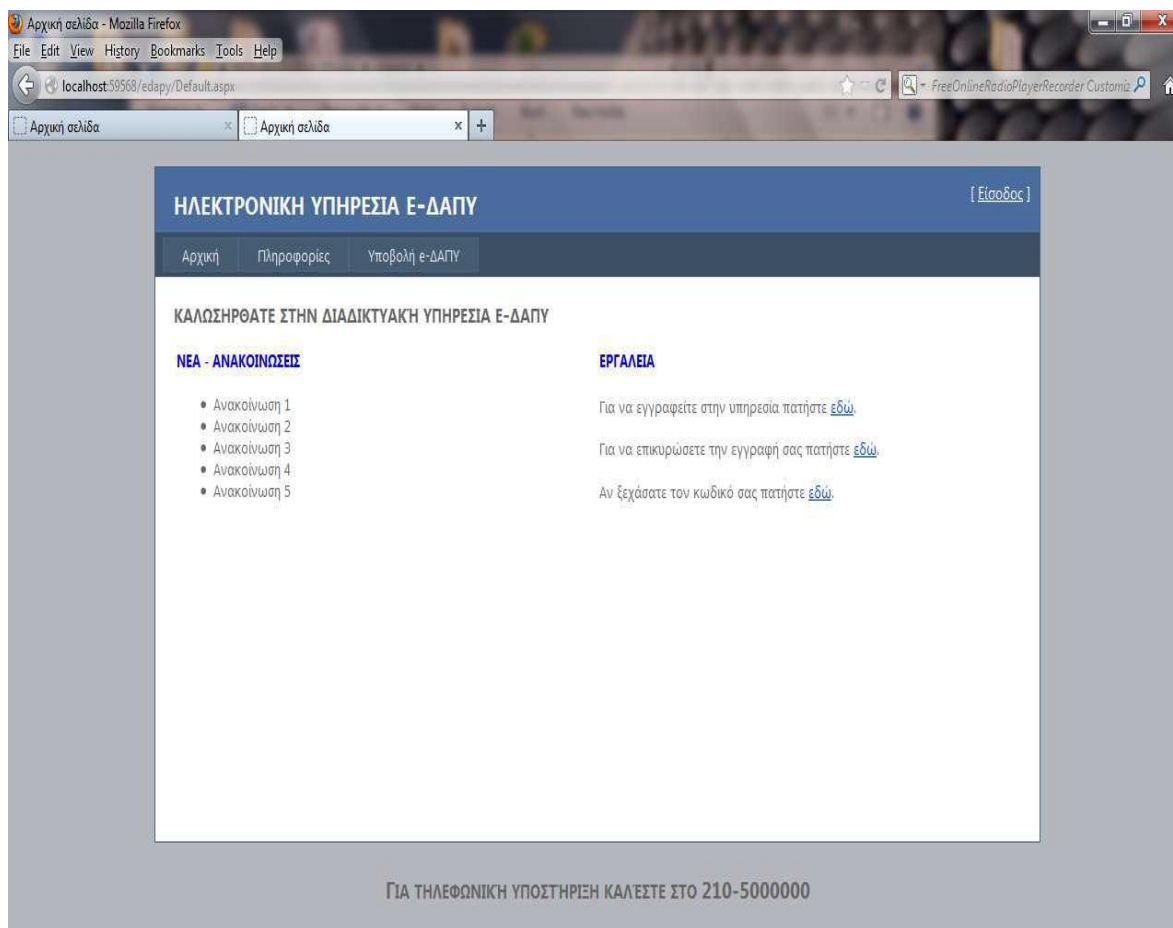 Αρχική σελίδα - Mozilla Firefox
File Edit View History Bookmarks Tools Help
localhost:59568/edapy/Default.aspx
FreeOnlineRadioPlayerRecorder Customiz
Αρχική σελίδα
Αρχική σελίδα
ΗΛΕΚΤΡΟΝΙΚΗ ΥΠΗΡΕΣΙΑ Ε-ΔΑΠΥ
[ Είσοδος ]
Αρχική Πληροφορίες Υποβολή e-ΔΑΠΥ
ΚΑΛΩΣΗΡΘΑΤΕ ΣΤΗΝ ΔΙΑΔΙΚΤΥΑΚΉ ΥΠΗΡΕΣΙΑ Ε-ΔΑΠΥ
ΝΕΑ - ΑΝΑΚΟΙΝΩΣΕΙΣ
• Ανακοίνωση 1
• Ανακοίνωση 2
• Ανακοίνωση 3
• Ανακοίνωση 4
• Ανακοίνωση 5
ΕΡΓΑΛΕΙΑ
Για να εγγραφείτε στην υπηρεσία πατήστε εδώ.
Για να επικυρώσετε την εγγραφή σας πατήστε εδώ.
Αν ξεχάσατε τον κωδικό σας πατήστε εδώ.
ΓΙΑ ΤΗΛΕΦΩΝΙΚΉ ΥΠΟΣΤΉΡΙΞΗ ΚΑΛΈΣΤΕ ΣΤΟ 210-5000000